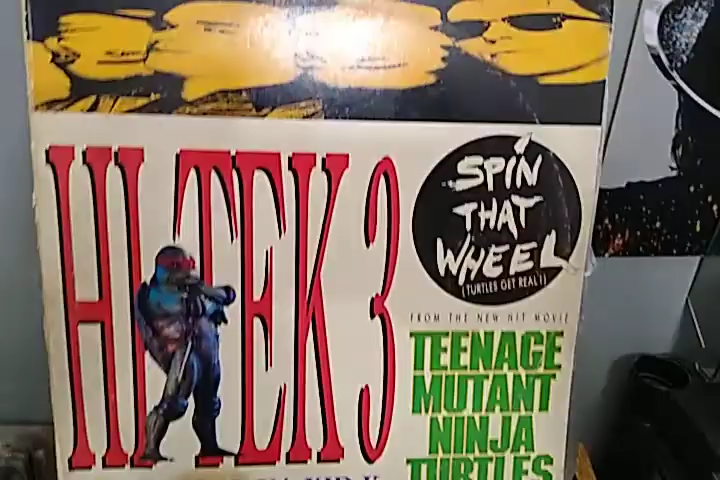 HI TEK 3
SPIN
THAT
WHEEL
(TURTLES GET REAL!)
FROM THE NEW HIT MOVIE
TEENAGE
MUTANT
NINJA
TURTLES